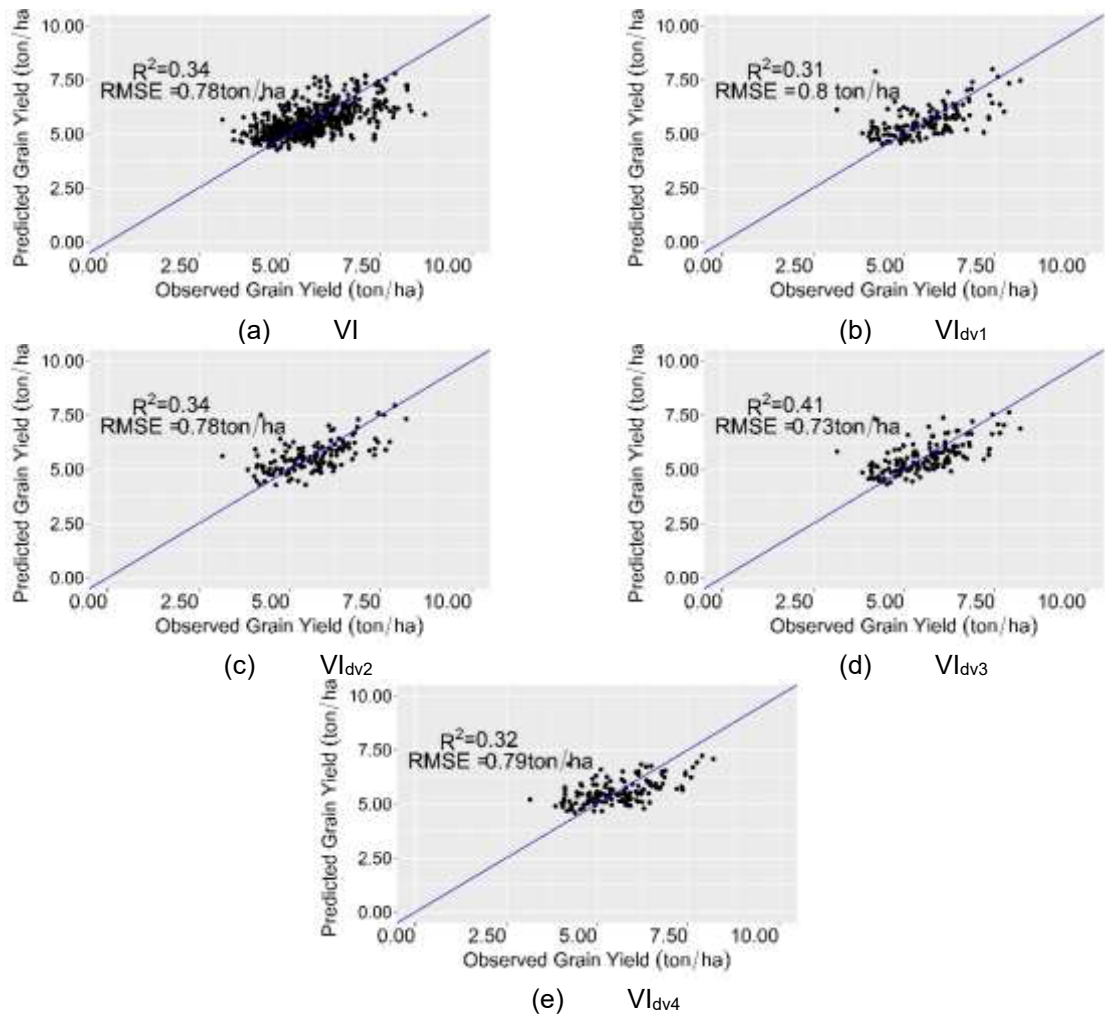 10.00
7.50
5.00
2.50
0.00
Predicted Grain Yield (ton/ha
R²=0.34
RMSE =0.78ton/ha
0.00 2.50 5.00 7.50 10.00
Observed Grain Yield (ton/ha)
(a) VI
10.00
7.50
5.00
2.50
0.00
Predicted Grain Yield (ton/ha
R²=0.31
RMSE =0.8 ton/ha
0.00 2.50 5.00 7.50 10.00
Observed Grain Yield (ton/ha)
(b) VIdv1
10.00
7.50
5.00
2.50
0.00
Predicted Grain Yield (ton/ha
R²=0.34
RMSE =0.78ton/ha
0.00 2.50 5.00 7.50 10.00
Observed Grain Yield (ton/ha)
(c) VIdv2
10.00
7.50
5.00
2.50
0.00
Predicted Grain Yield (ton/ha
R²=0.41
RMSE =0.73ton/ha
0.00 2.50 5.00 7.50 10.00
Observed Grain Yield (ton/ha)
(d) VIdv3
10.00
7.50
5.00
2.50
0.00
Predicted Grain Yield (ton/ha
R²=0.32
RMSE =0.79ton/ha
0.00 2.50 5.00 7.50 10.00
Observed Grain Yield (ton/ha)
(e) VIdv4